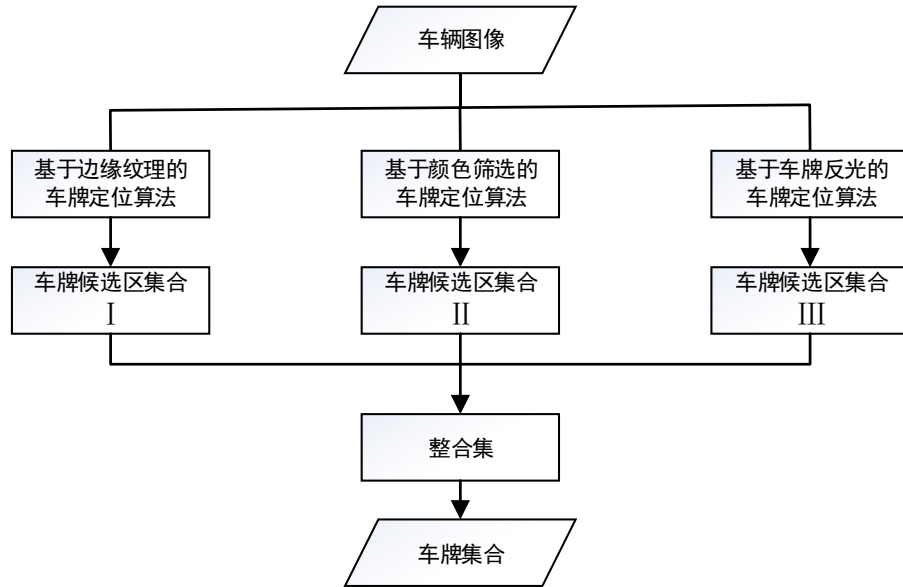 车辆图像
基于边缘纹理的
车牌定位算法
基于颜色筛选的
车牌定位算法
基于车牌反光的
车牌定位算法
车牌候选区集合
I
车牌候选区集合
II
车牌候选区集合
III
整合集
车牌集合